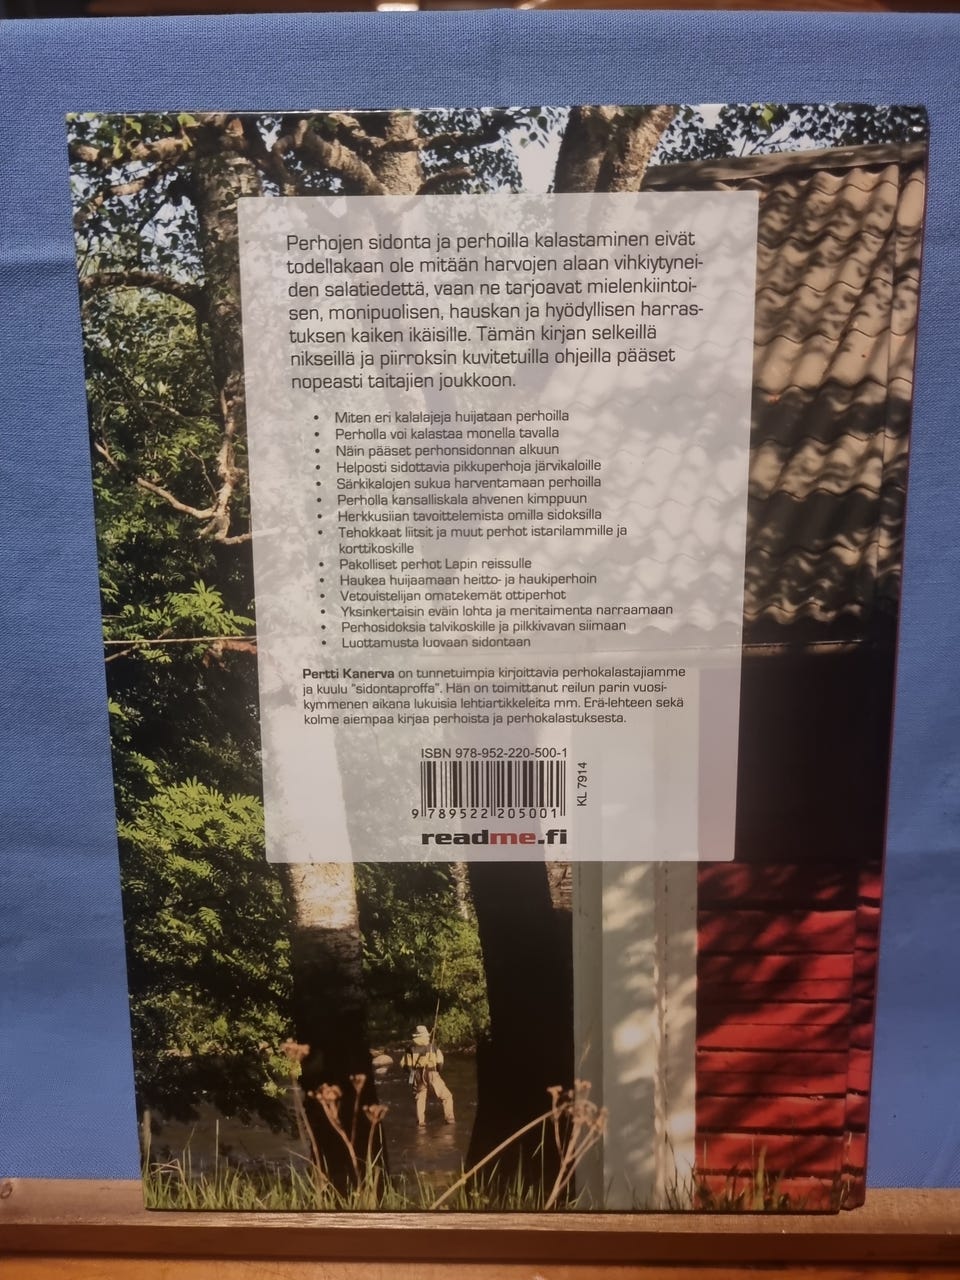 Perhojen sidonta ja perhoilla kalastaminen eivät
todellakaan ole mitään harvojen alaan vihkiytynei-
den salatiedettä, vaan ne tarjoavat mielenkiintoi-
sen, monipuolisen, hauskan ja hyödyllisen harras-
tuksen kaiken ikäisille. Tämän kirjan selkeillä
nikseillä ja piirroksin kuvitetuilla ohjeilla pääset
nopeasti taitajien joukkoon.
• Miten eri kalalajeja huijataan perhoilla
• Perholla voi kalastaa monella tavalla
• Näin pääset perhonsidonnan alkuun
• Helposti sidottavia pikkuperhoja järvikaloille
• Särkikalojen sukua harventamaan perhoilla
• Perholla kansalliskala ahvenen kimppuun
• Herkkusiian tavoittelemista omilla sidoksilla
• Tehokkaat liitsit ja muut perhot istarilammille ja
korttikoskille
• Pakolliset perhot Lapin reissulle
• Haukea huijaamaan heitto- ja haukiperhoin
• Vetouistelijan omatekemät ottiperhot
• Yksinkertaisin eväin lohta ja meritaimenta narraamaan
• Perhosidoksia talvikoskille ja pilkkivavan siimaan
• Luottamusta luovaan sidontaan
Pertti Kanerva on tunnetuimpia kirjoittavia perhokalastajiamme
ja kuulu "sidontaproffa". Hän on toimittanut reilun parin vuosi-
kymmenen aikana lukuisia lehtiartikkeleita mm. Erä-lehteen sekä
kolme aiempaa kirjaa perhoista ja perhokalastuksesta.
ISBN 978-952-220-500-1
KL 7914
9 789522 205001
readme.fi